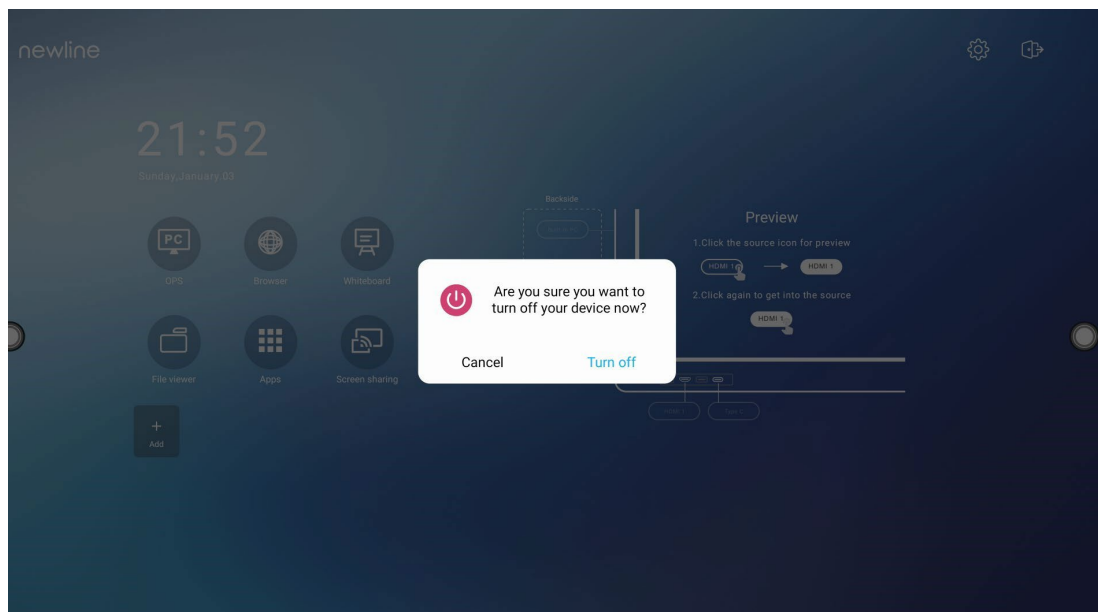 newline
21:52
Sunday,January 03
Backside
Preview
1.Click the source icon for preview
HDMI 1
HDMI 1
2.Click again to get into the source
HDMI 1
PC
OPS
Browser
Whiteboard
Are you sure you want to
turn off your device now?
Cancel
Turn off
File viewer
Apps
Screen sharing
+
Add